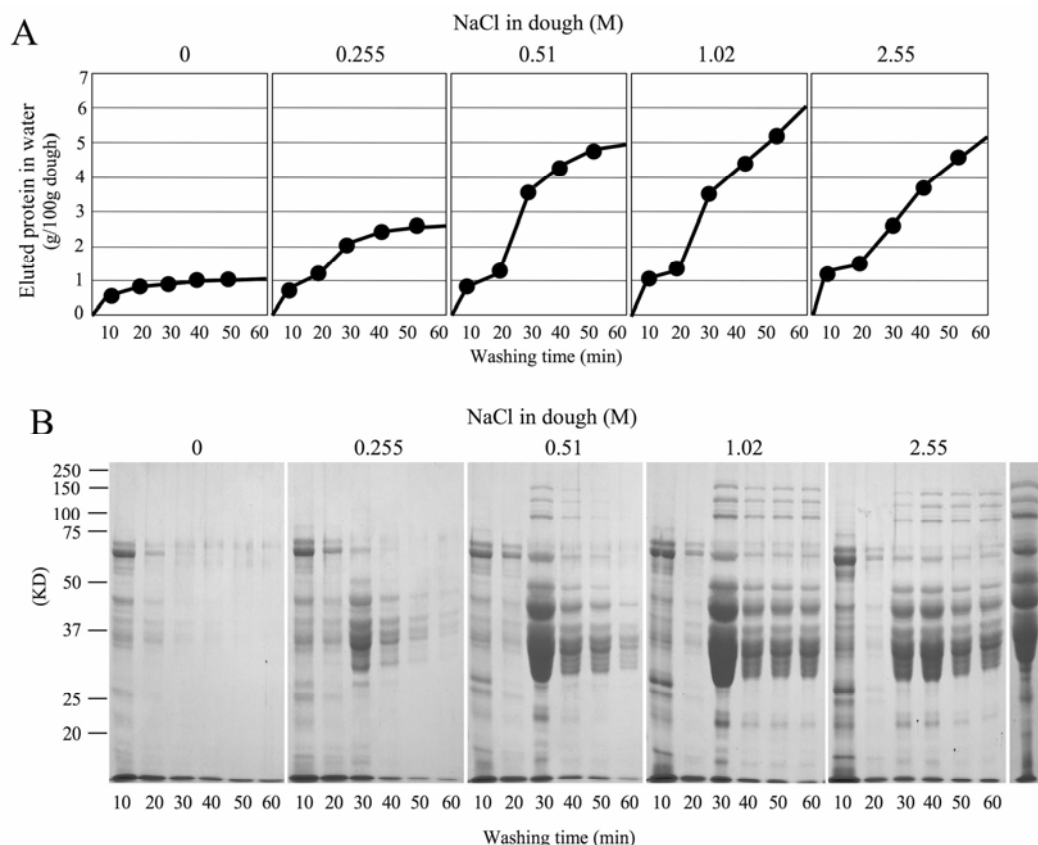 A
NaCl in dough (M)
0 0.255 0.51 1.02 2.55
Eluted protein in water
(g/100g dough)
7
6
5
4
3
2
1
0
10 20 30 40 50 60 10 20 30 40 50 60 10 20 30 40 50 60 10 20 30 40 50 60 10 20 30 40 50 60
Washing time (min)
B
NaCl in dough (M)
0 0.255 0.51 1.02 2.55
(KD)
250
150
100
75
50
37
25
20
10 20 30 40 50 60 10 20 30 40 50 60 10 20 30 40 50 60 10 20 30 40 50 60 10 20 30 40 50 60
Washing time (min)